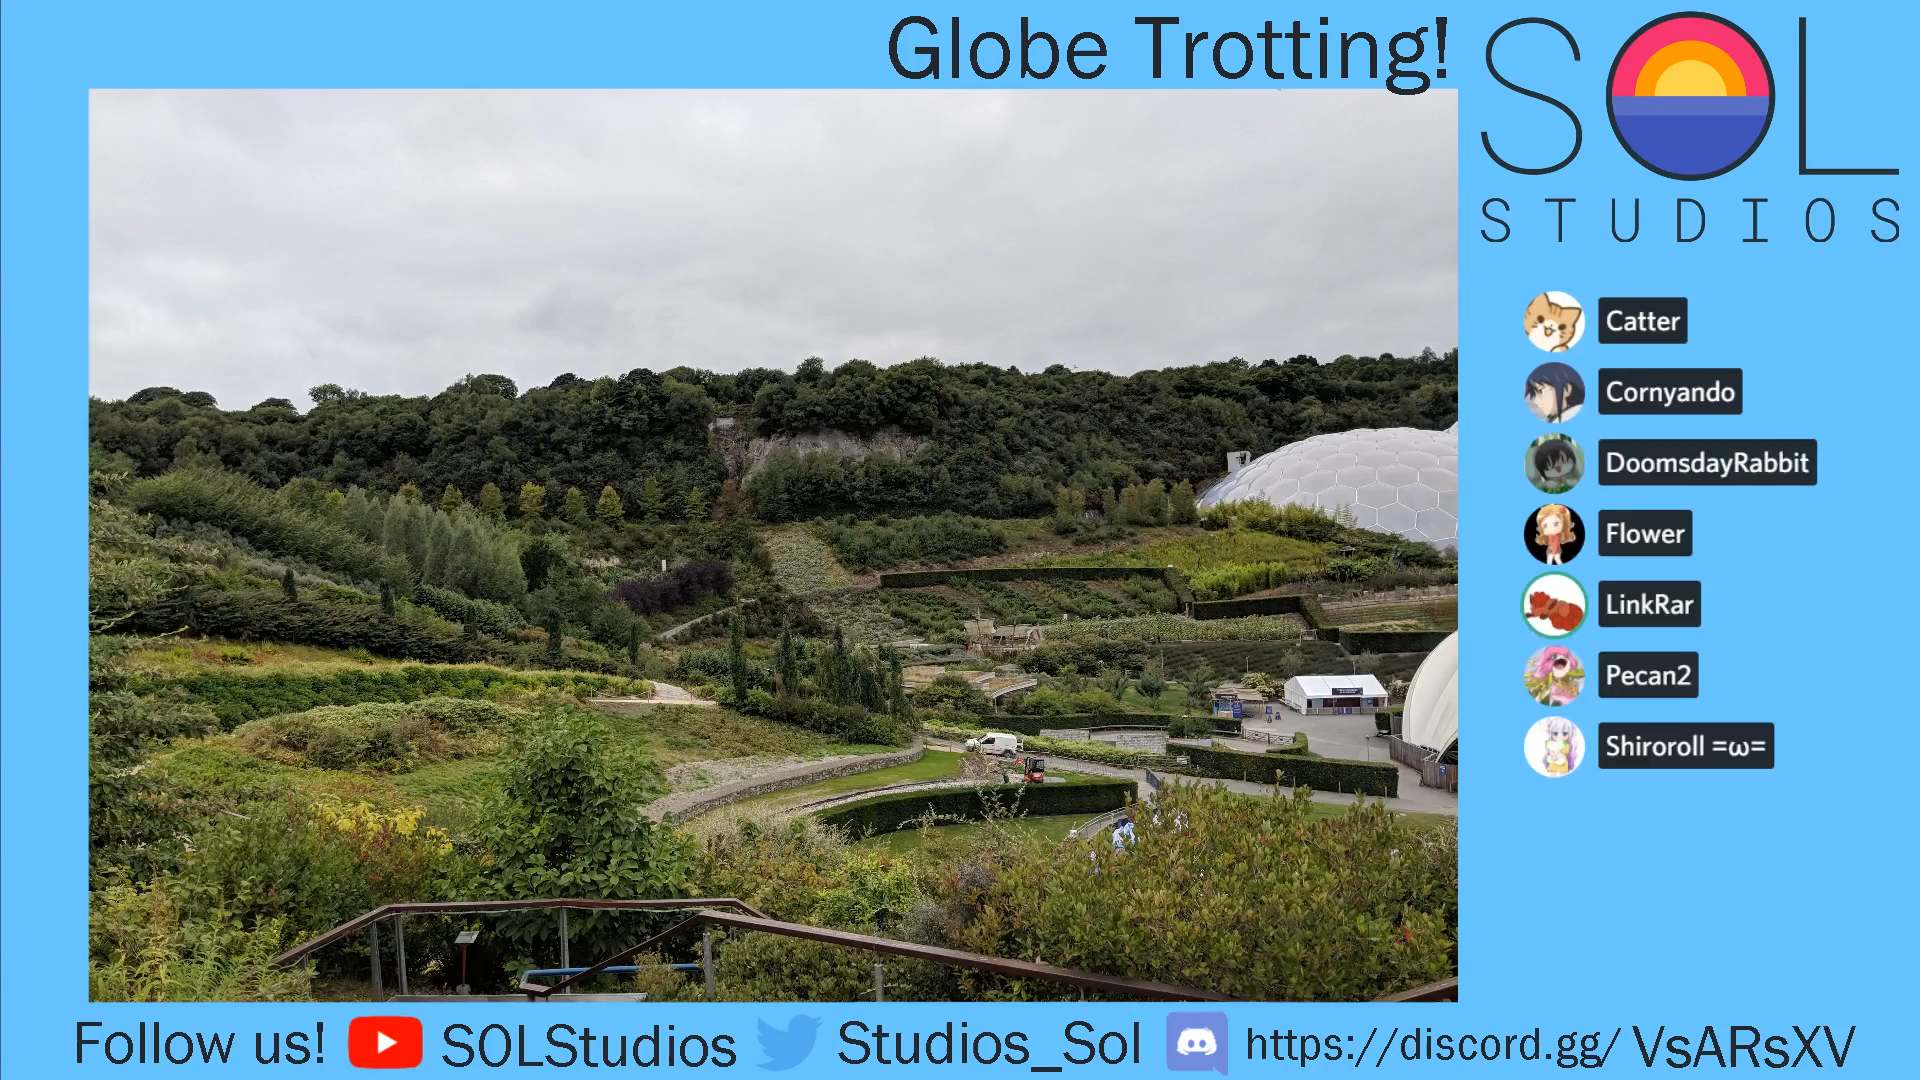 Globe Trotting!
SOL
STUDIOS
Catter
Cornyando
DoomsdayRabbit
Flower
LinkRar
Pecan2
Shiroroll =ω=
Follow us! SOLStudios Studios_Sol https://discord.gg/ VsARsXV